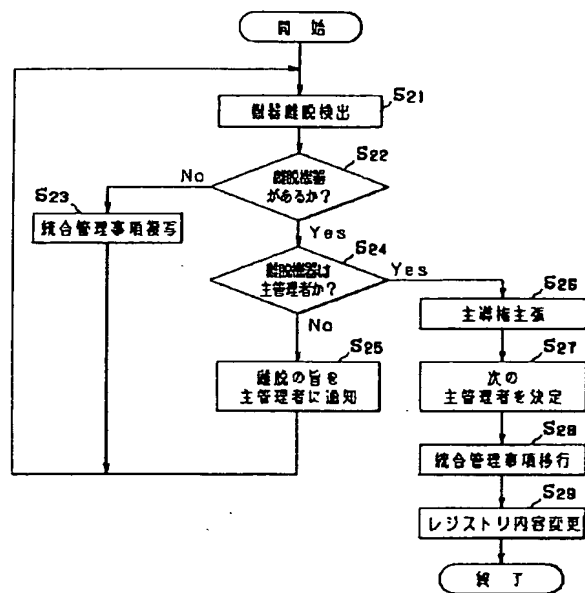 開 始
機器離脱検出
S21
離脱機器
があるか?
S22
No
S23
統合管理事項複写
Yes
離脱機器は
主管理者か?
S24
Yes
No
S25
離脱の旨を
主管理者に通知
S26
主導権主張
S27
次の
主管理者を決定
S28
統合管理事項移行
S29
レジストリ内容変更
終 了